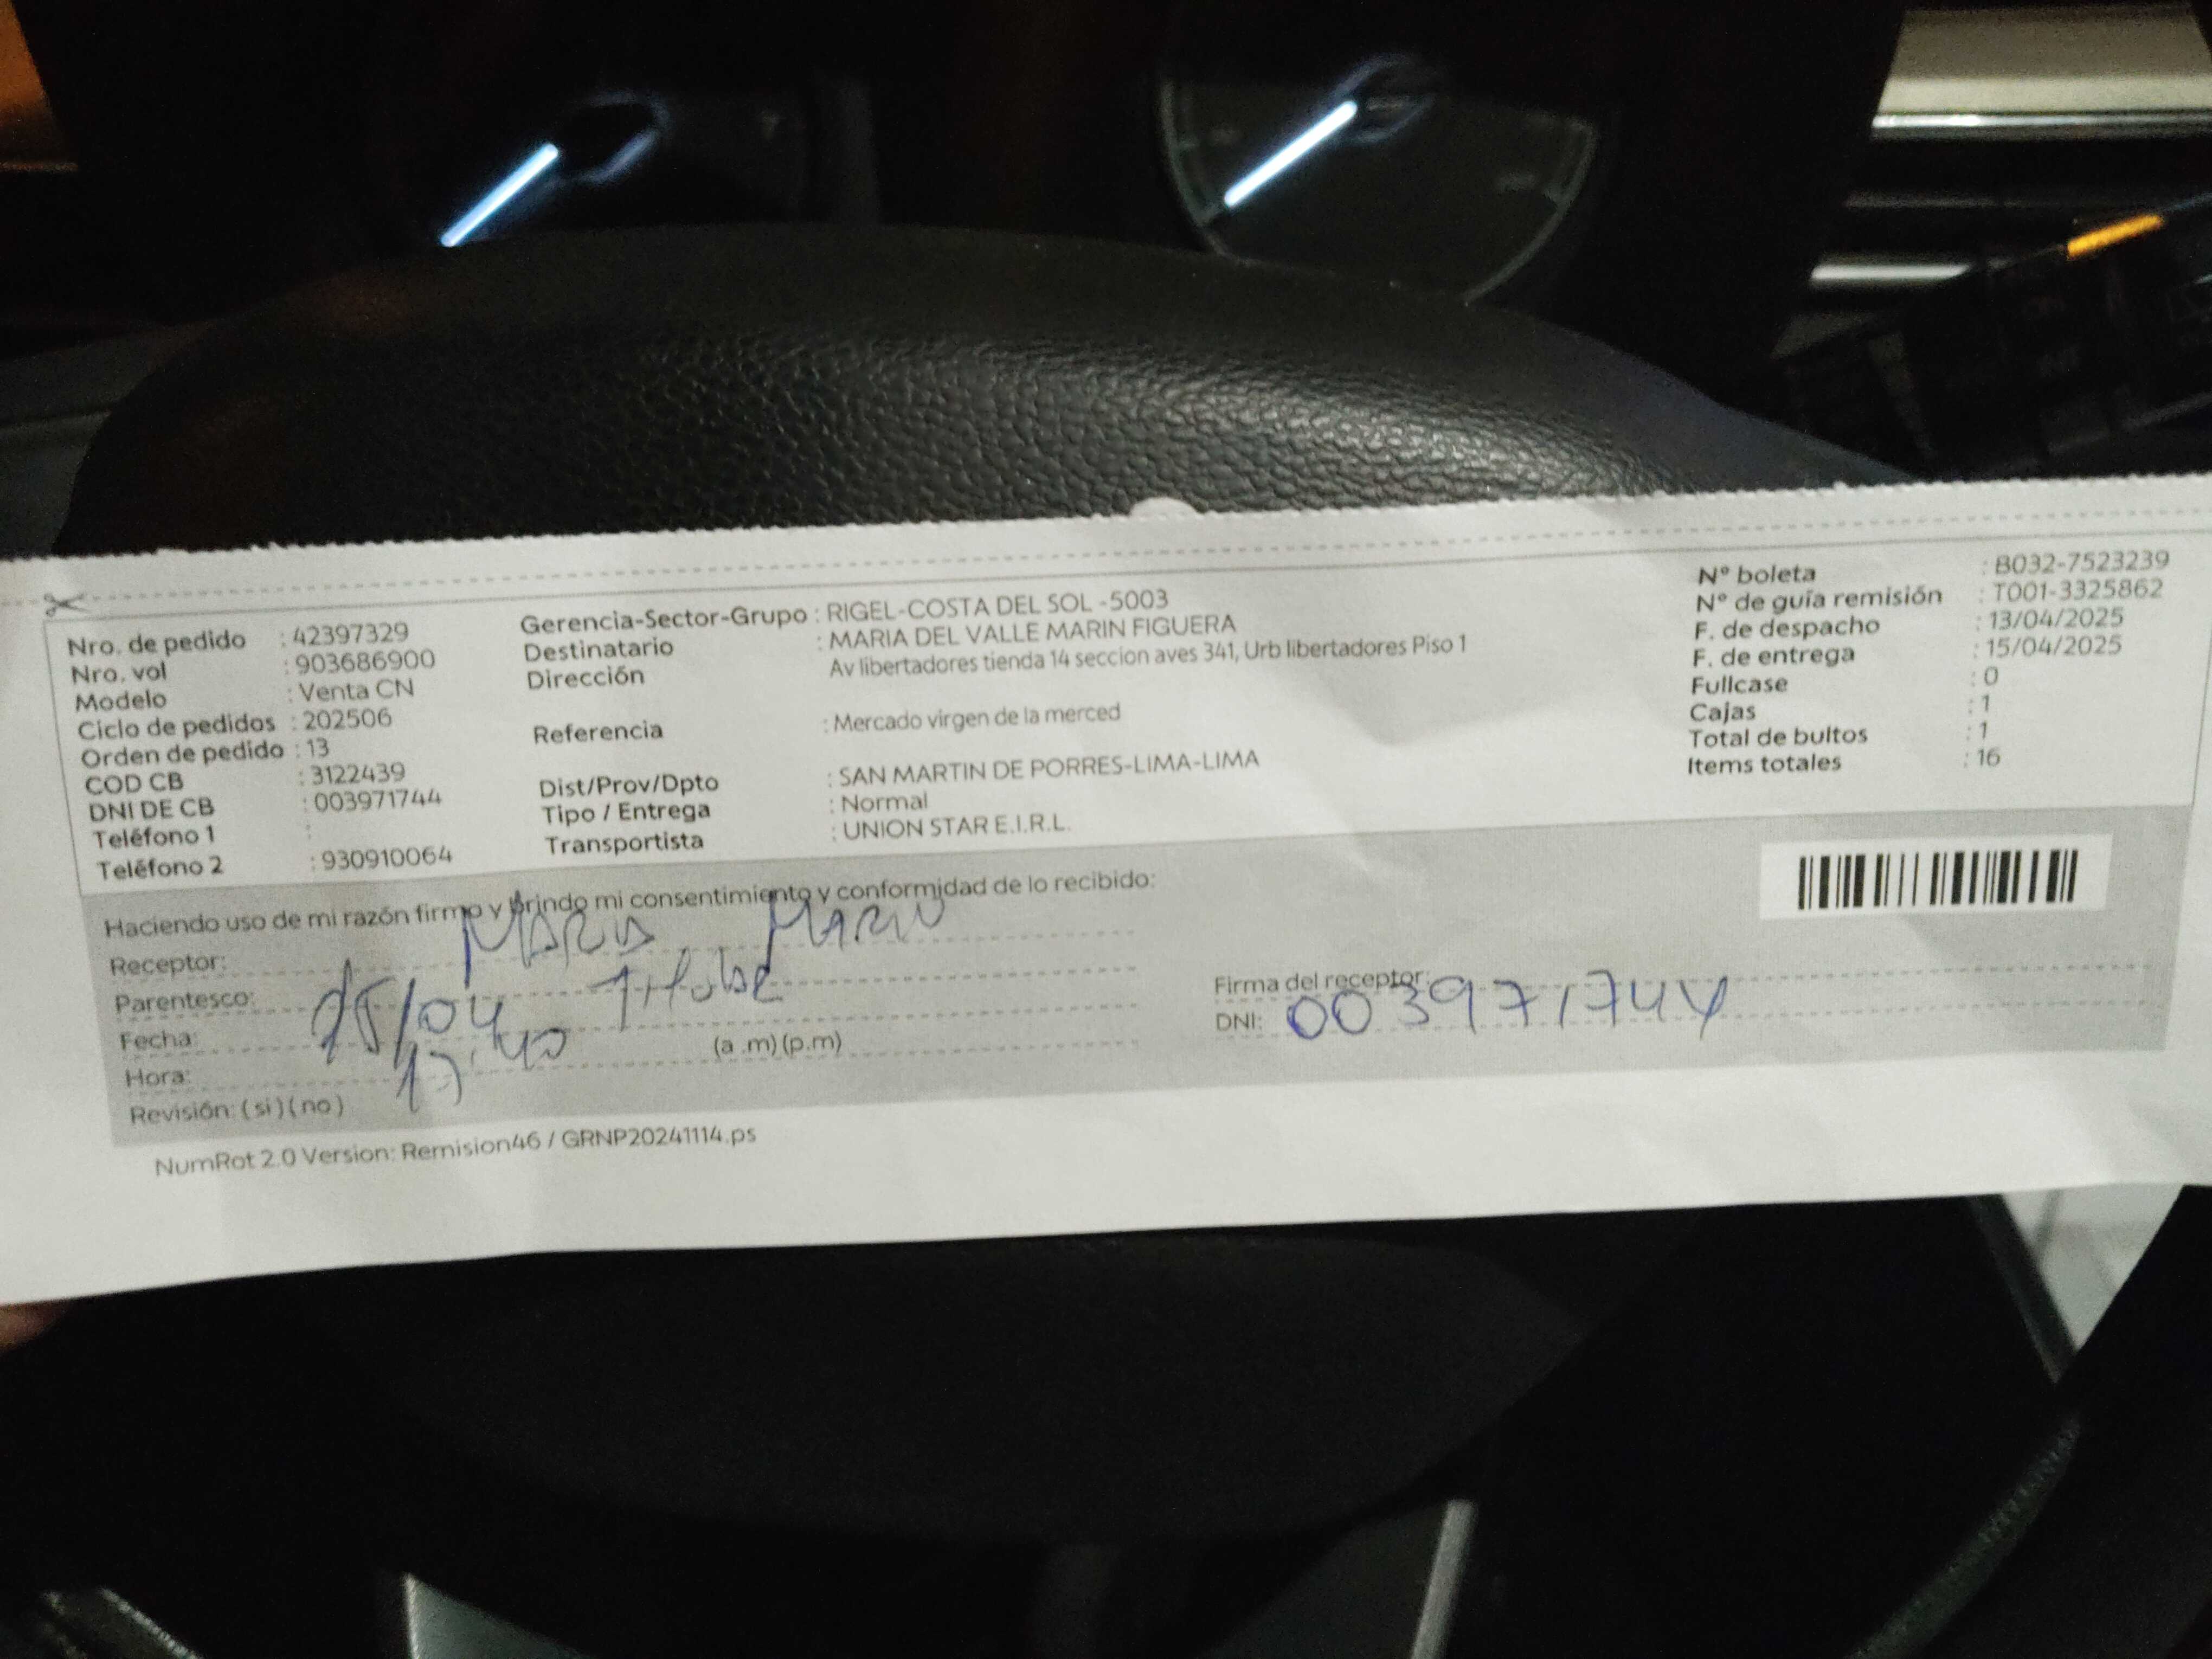 Nro. de pedido : 42397329
Nro. vol : 903686900
Modelo : Venta CN
Ciclo de pedidos : 202506
Orden de pedido : 13
COD CB : 3122439
DNI DE CB : 003971744
Teléfono 1 :
Teléfono 2 : 930910064
Gerencia-Sector-Grupo : RIGEL-COSTA DEL SOL -5003
Destinatario : MARIA DEL VALLE MARIN FIGUERA
Dirección Av libertadores tienda 14 seccion aves 341, Urb libertadores Piso 1
Referencia : Mercado virgen de la merced
Dist/Prov/Dpto : SAN MARTIN DE PORRES-LIMA-LIMA
Tipo / Entrega : Normal
Transportista : UNION STAR E.I.R.L.
N° boleta : B032-7523239
N° de guía remisión : T001-3325862
F. de despacho : 13/04/2025
F. de entrega : 15/04/2025
Fullcase : 0
Cajas : 1
Total de bultos : 1
Items totales : 16
Haciendo uso de mi razón firmo y brindo mi consentimiento y conformidad de lo recibido:
Receptor: Maria Marin
Parentesco:
Fecha: 15/04
Hora: 17:40 (a .m) (p.m)
Revisión: (si) (no)
Firma del receptor:
DNI: 003971744
NumRot 2.0 Version: Remision46 / GRNP20241114.ps